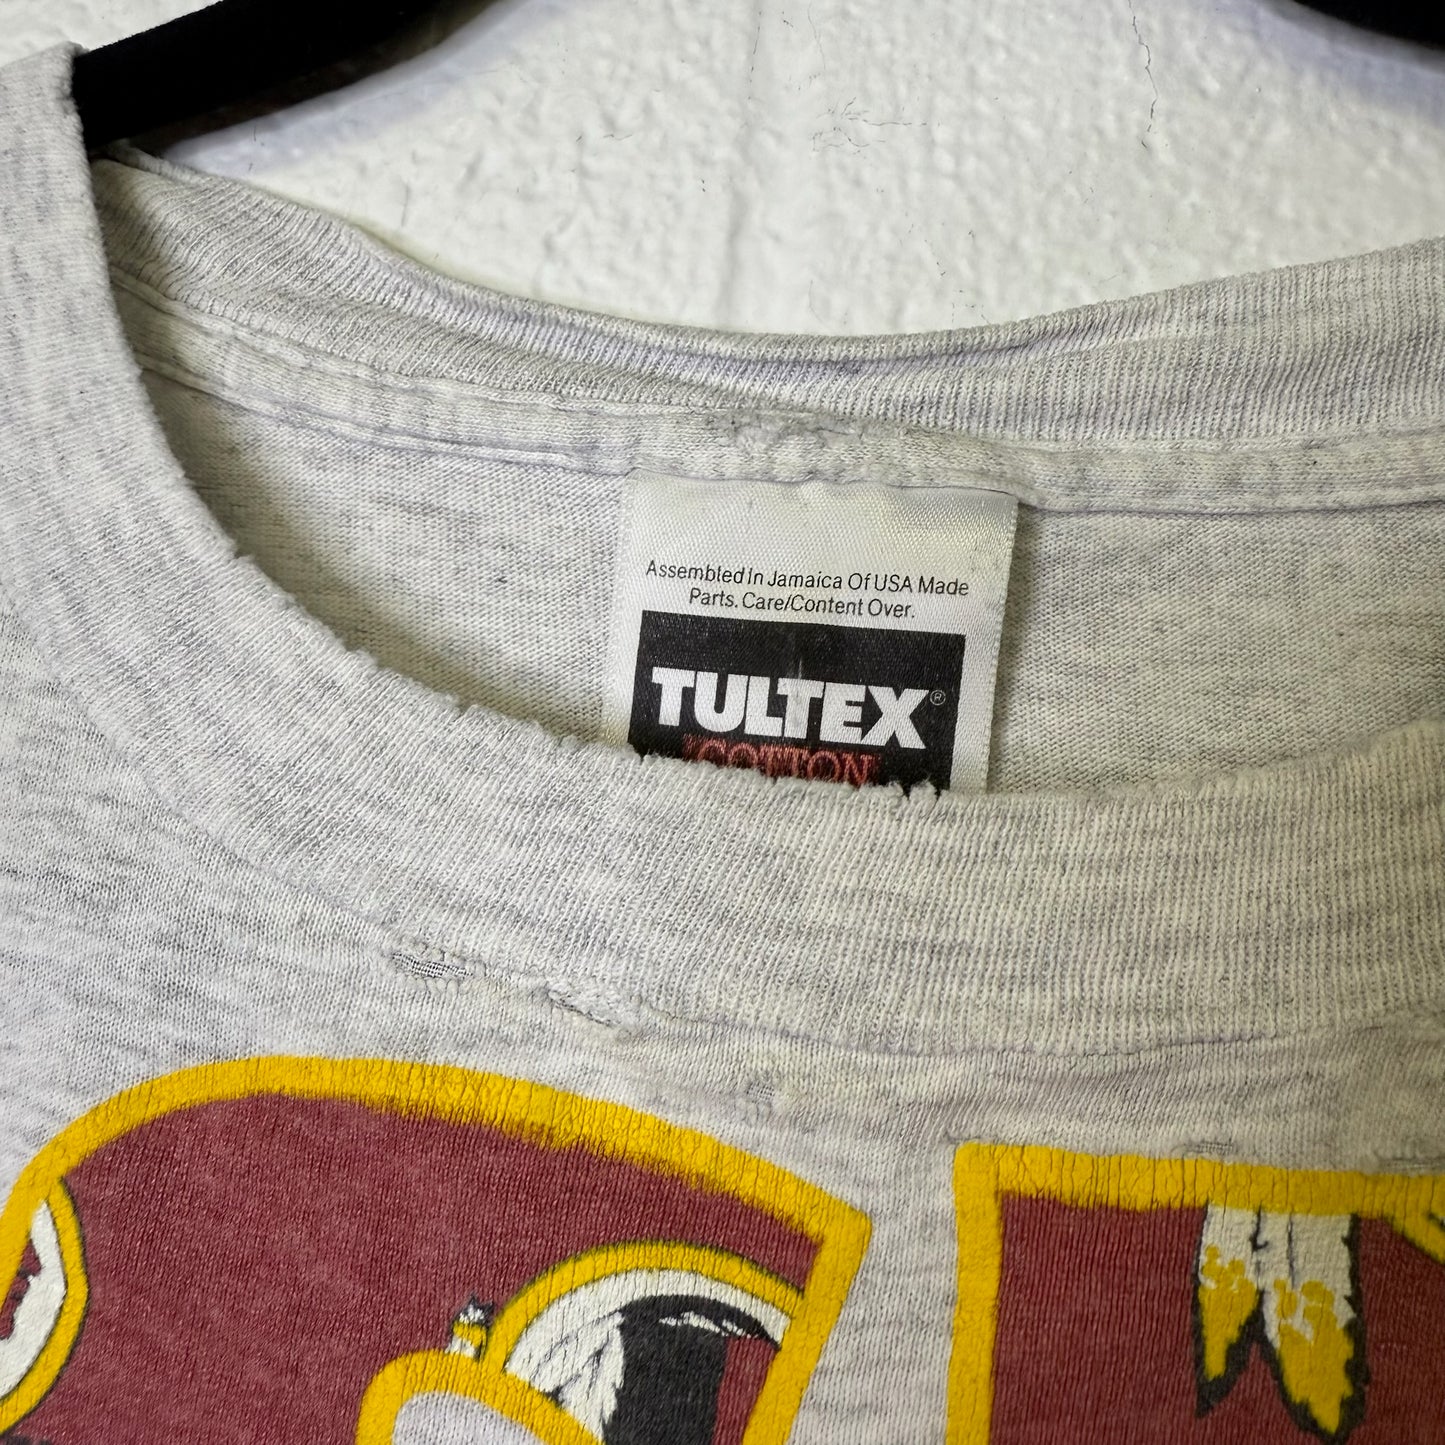 Assembled In Jamaica Of USA Made
Parts. Care/Content Over.
TULTEX®
COTTON